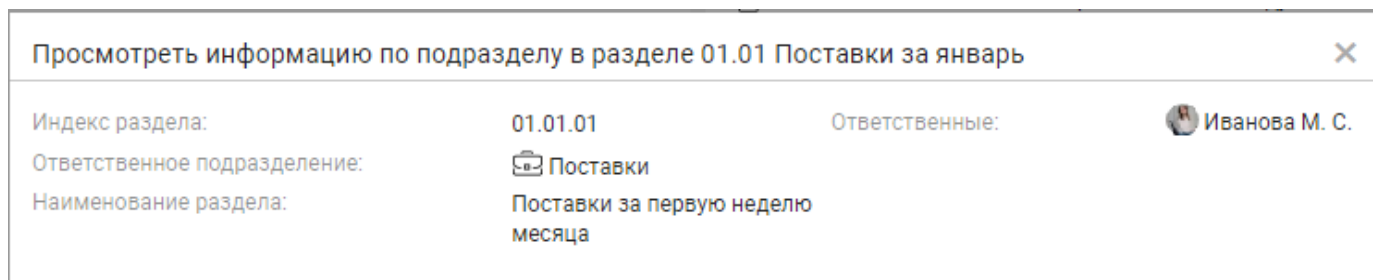 Просмотреть информацию по подразделу в разделе 01.01 Поставки за январь
Индекс раздела: 01.01.01 Ответственные: Иванова М. С.
Ответственное подразделение: Поставки
Наименование раздела: Поставки за первую неделю
месяца